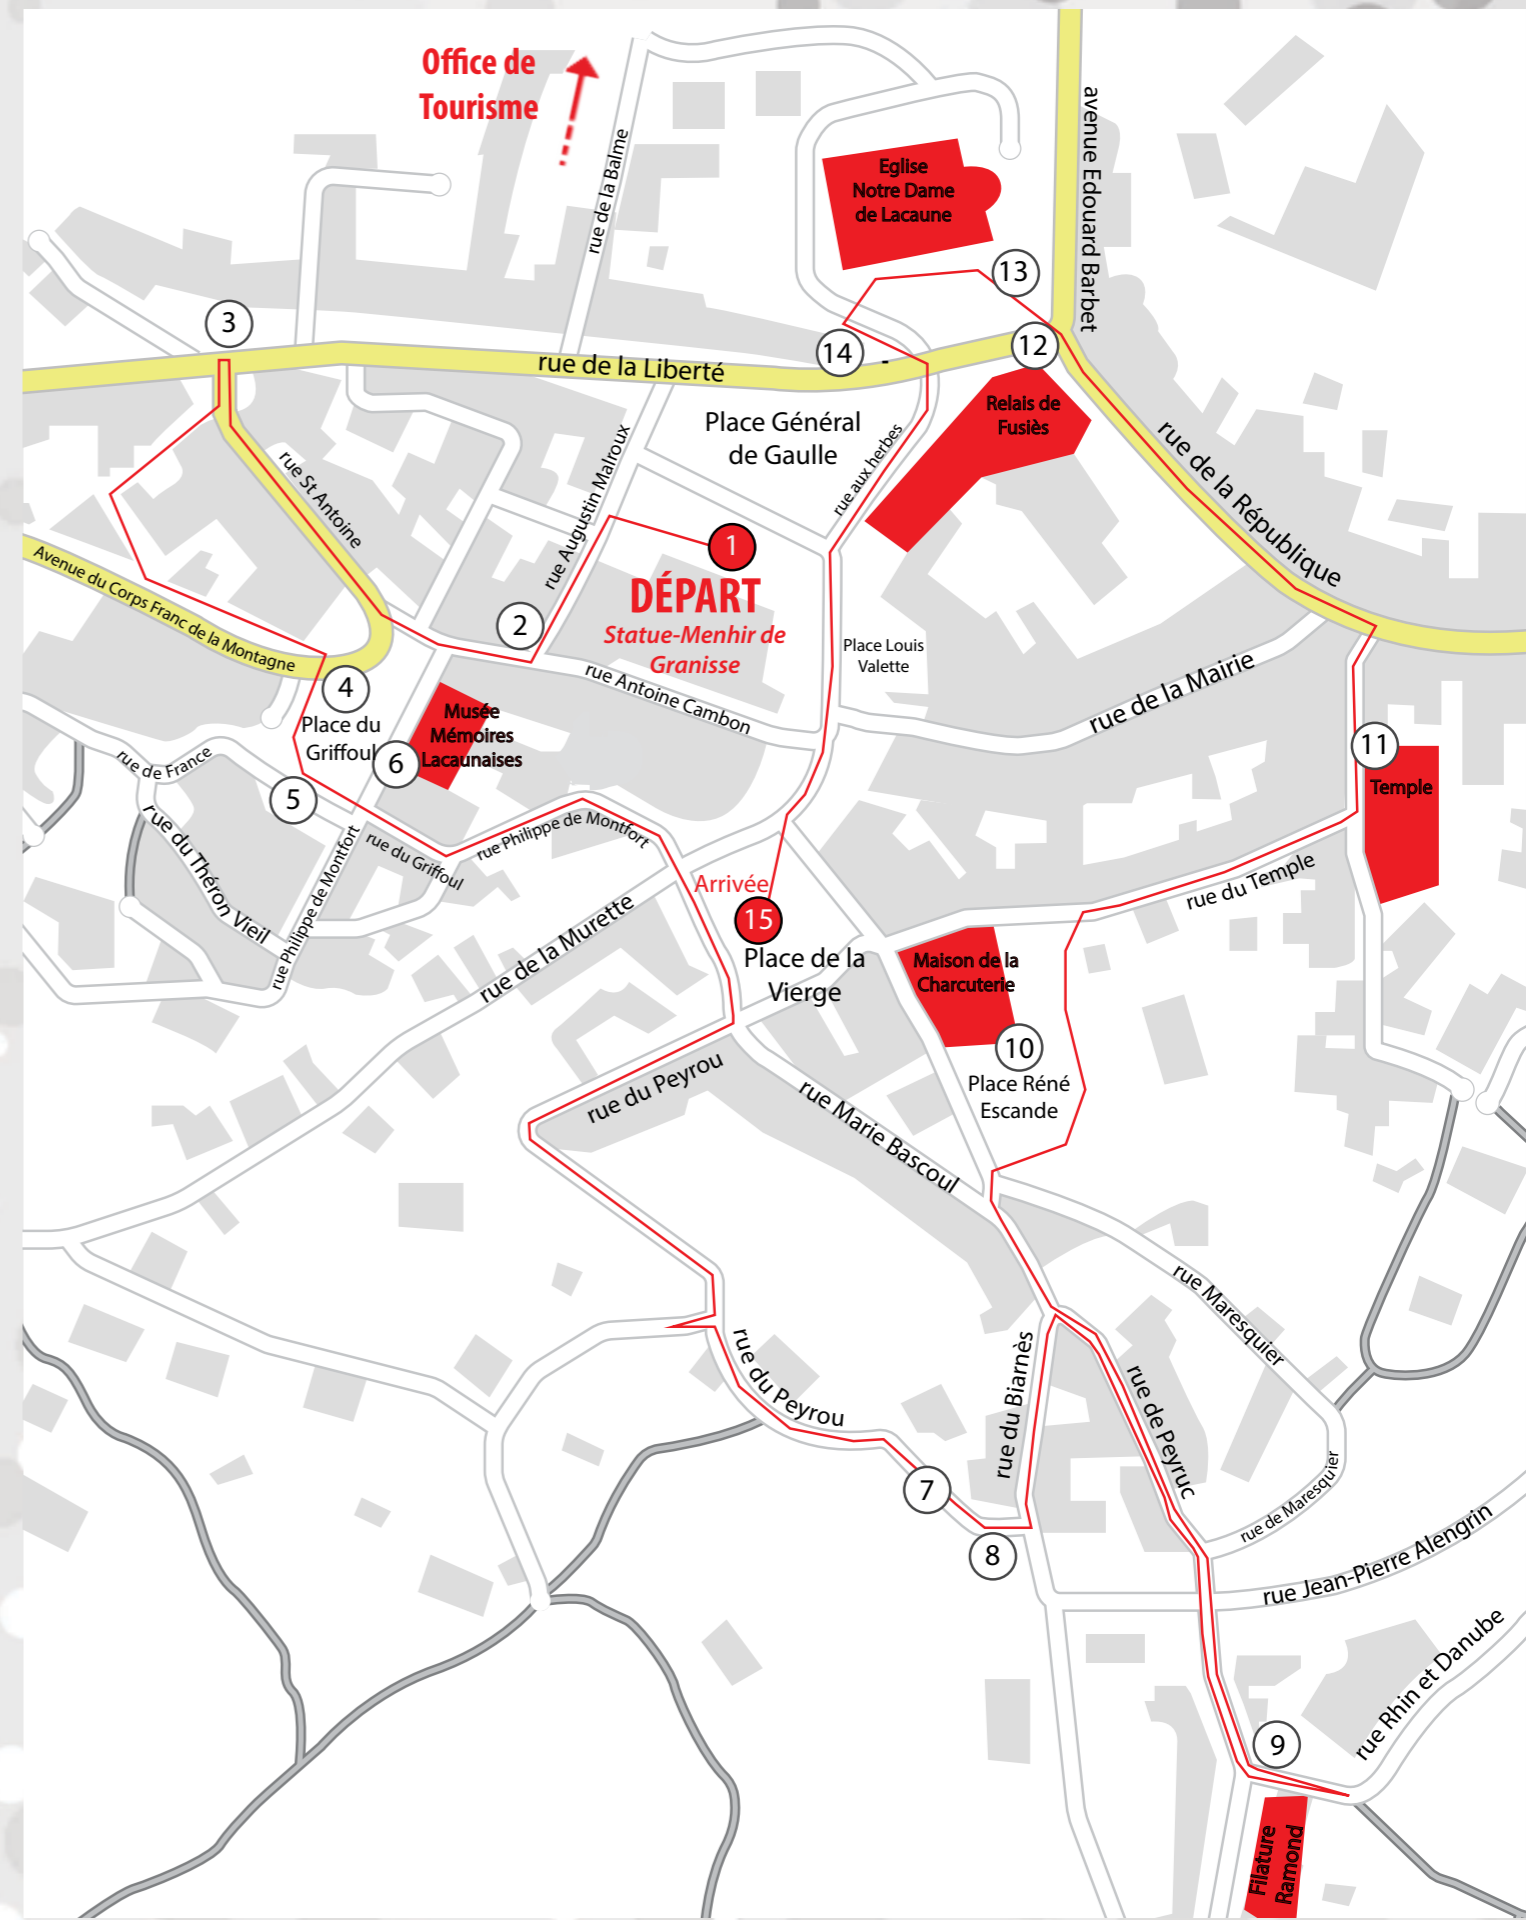 Office de
Tourisme
rue de la Balme
avenue Edouard Barbet
Eglise
Notre Dame
de Lacaune
13
3
14
-
12
rue de la Liberté
Relais de
Fusiès
Place Général
de Gaulle
rue aux herbes
rue de la République
rue St Antoine
rue Augustin Malroux
1
DÉPART
Statue-Menhir de
Granisse
2
Avenue du Corps Franc de la Montagne
Place Louis
Valette
rue Antoine Cambon
rue de la Mairie
4
Place du
Griffoul
Musée
Mémoires
Lacaunaises
6
5
rue de France
rue du Théron Vieil
rue Philippe de Montfort
rue du Griffoul
rue Philippe de Montfort
11
Temple
rue du Temple
Arrivée
15
Place de la
Vierge
rue de la Murette
Maison de la
Charcuterie
10
Place Réné
Escande
rue du Peyrou
rue Marie Bascoul
rue Maresquier
rue du Peyrou
rue du Biarnès
rue de Peyruc
rue de Maresquier
7
8
rue Jean-Pierre Alengrin
rue Rhin et Danube
9
Filature
Ramond